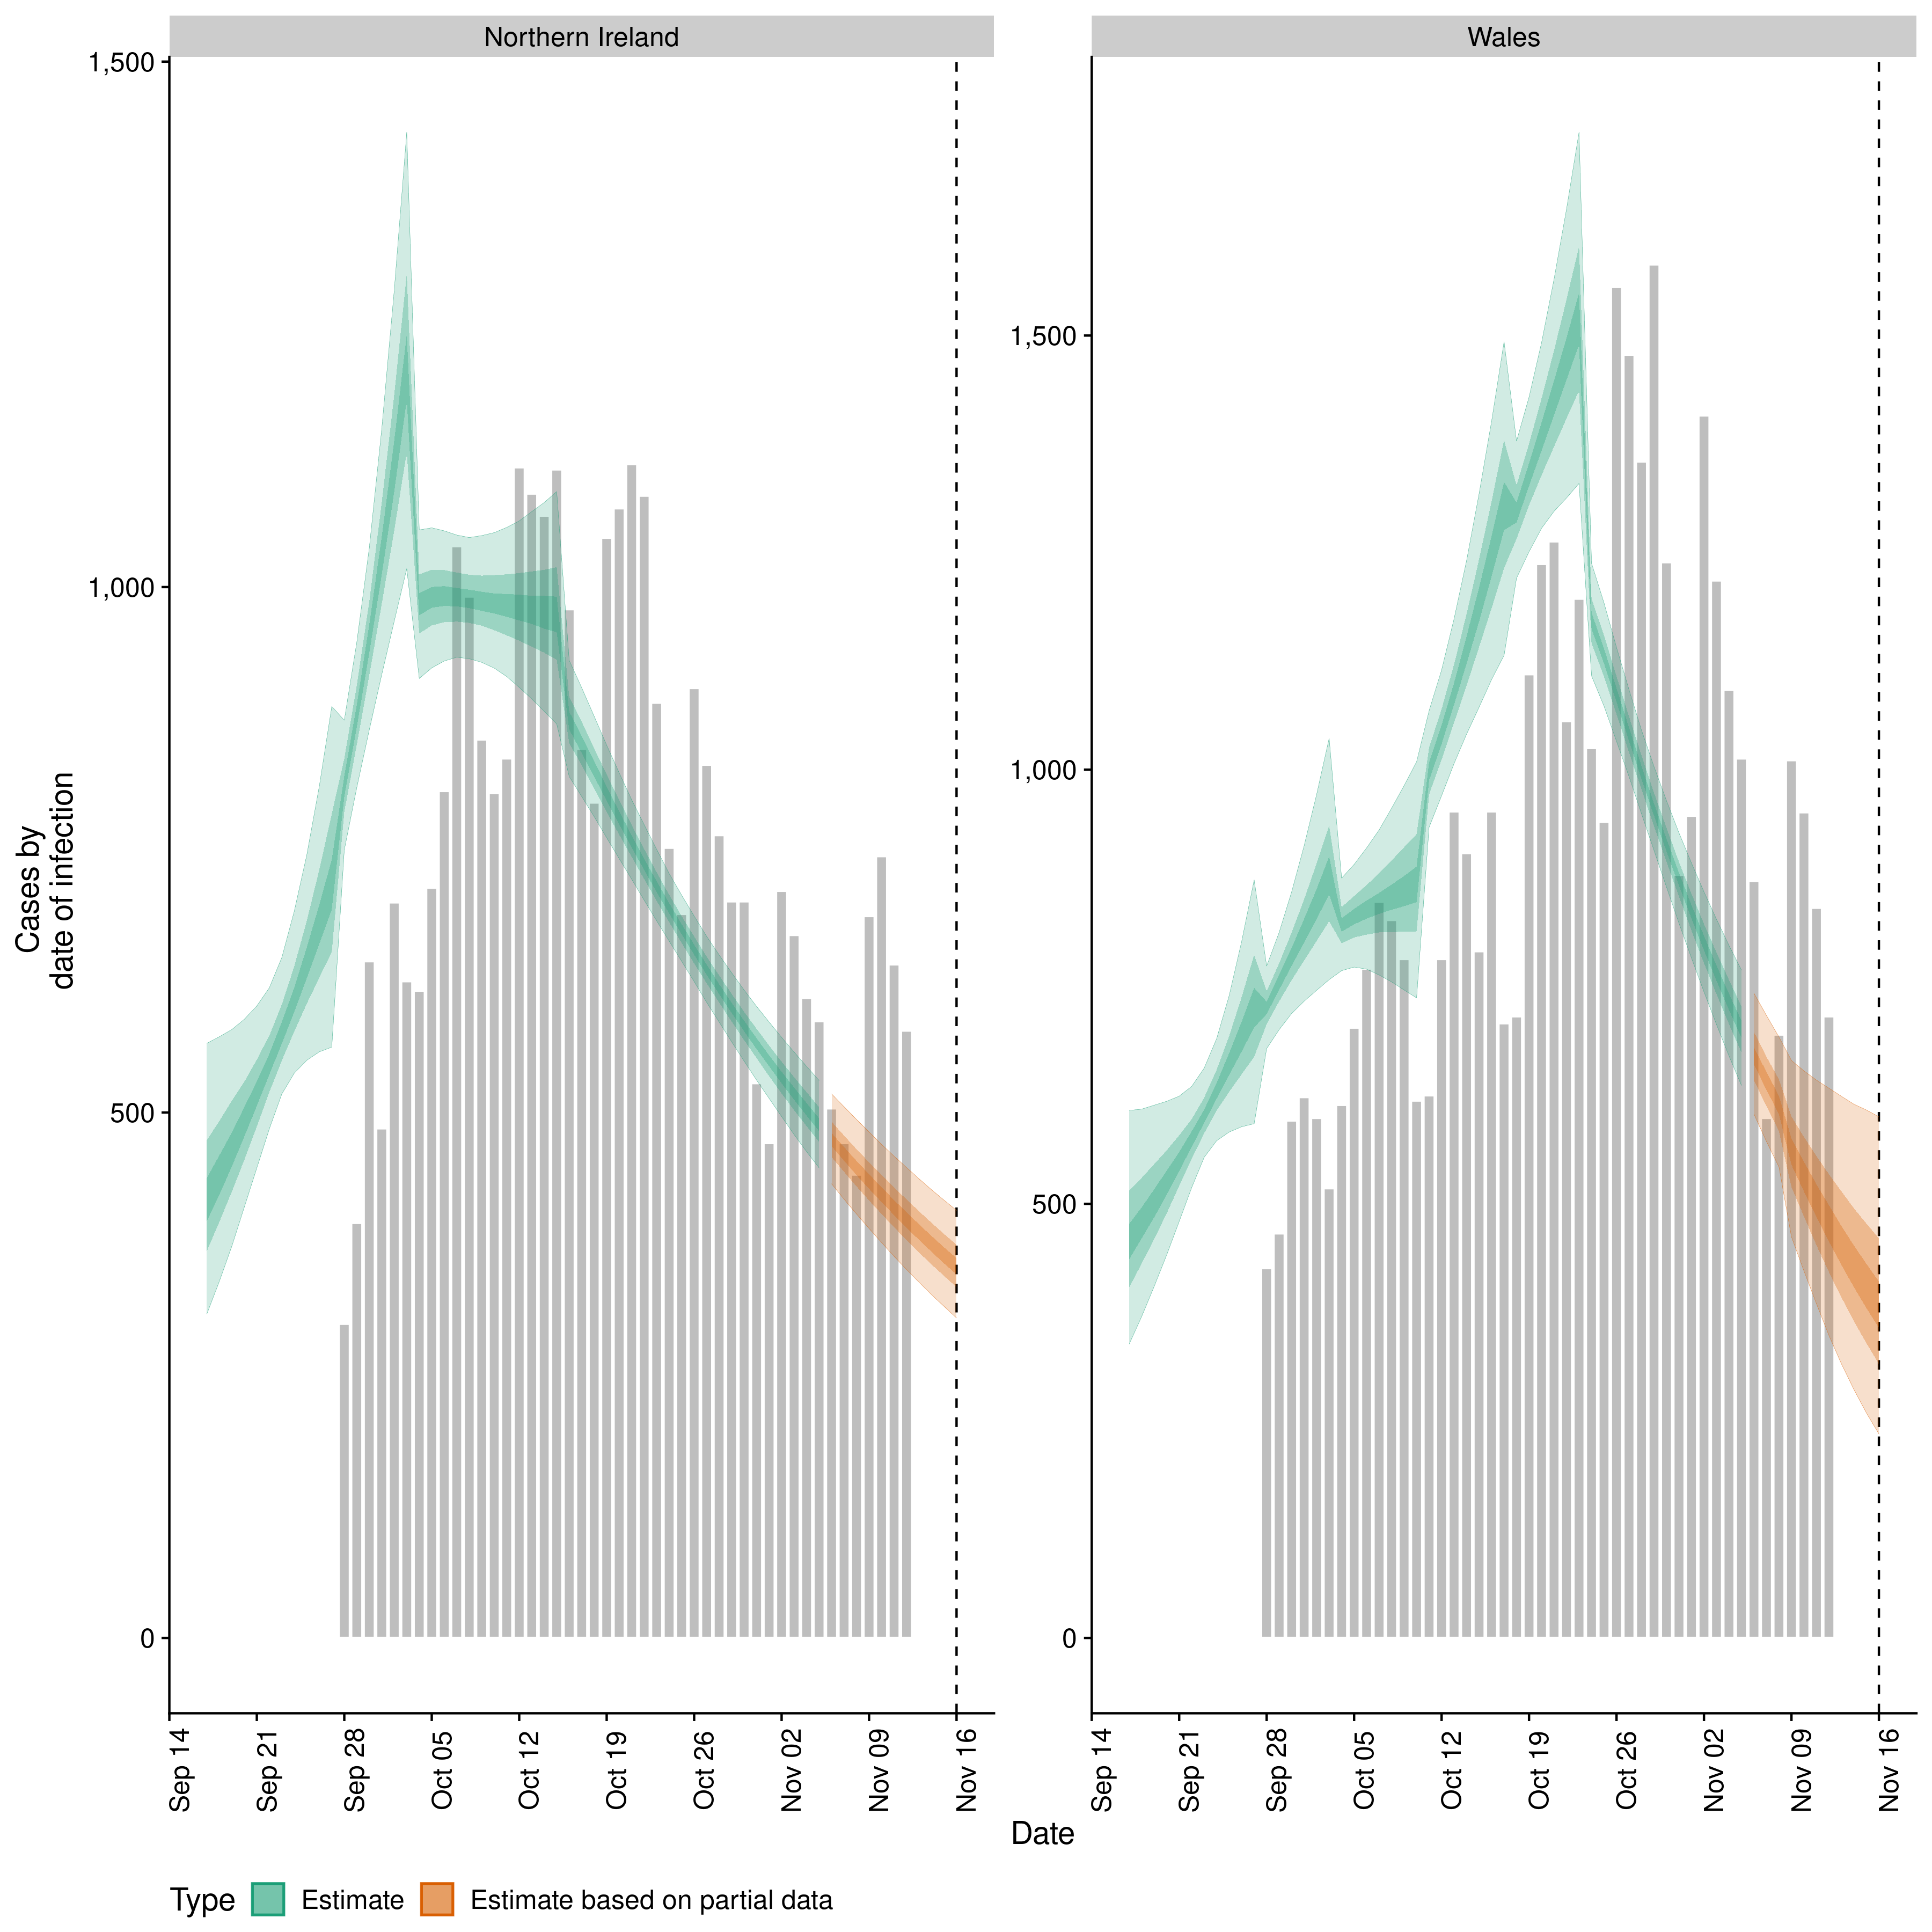 Northern Ireland
Wales
Cases by
date of infection
1,500
1,000
500
0
1,500
1,000
500
0
Sep 14
Sep 21
Sep 28
Oct 05
Oct 12
Oct 19
Oct 26
Nov 02
Nov 09
Nov 16
Sep 14
Sep 21
Sep 28
Oct 05
Oct 12
Oct 19
Oct 26
Nov 02
Nov 09
Nov 16
Date
Type Estimate Estimate based on partial data